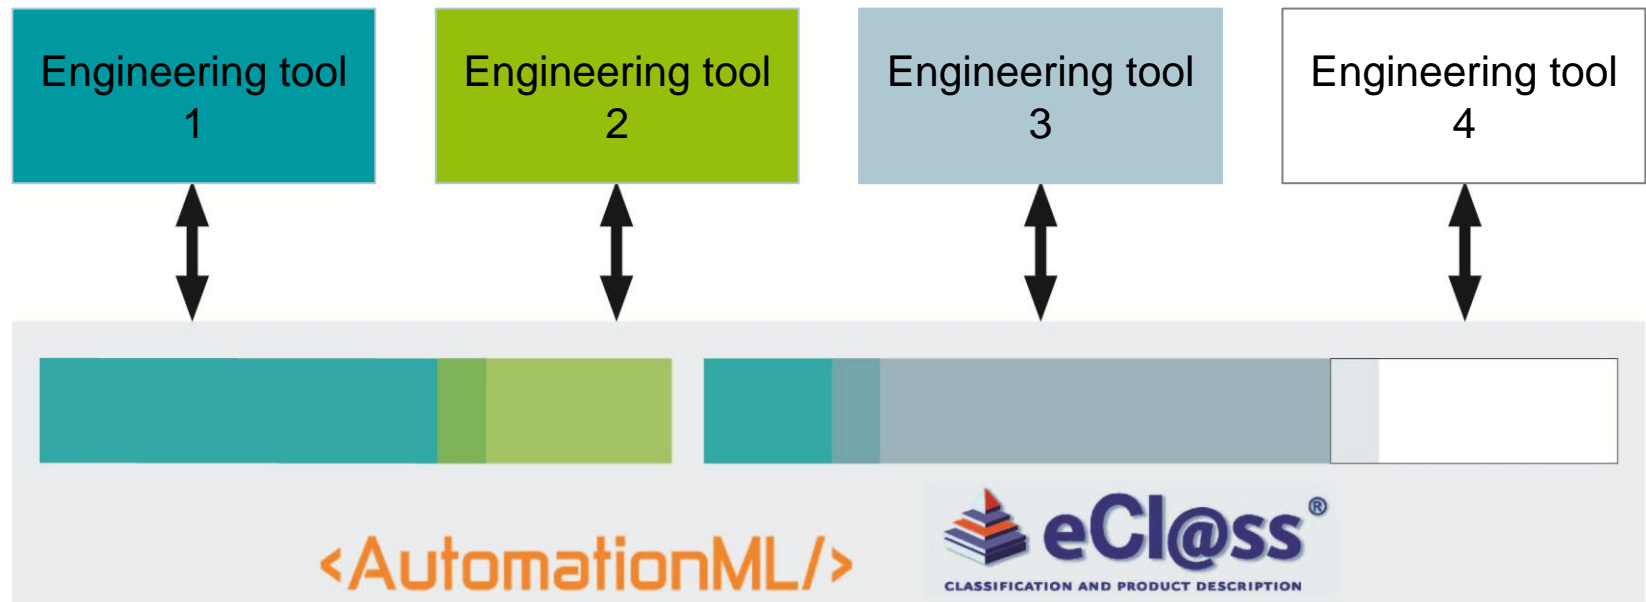 Engineering tool
1
Engineering tool
2
Engineering tool
3
Engineering tool
4
<AutomationML/>
eCl@ss®
CLASSIFICATION AND PRODUCT DESCRIPTION